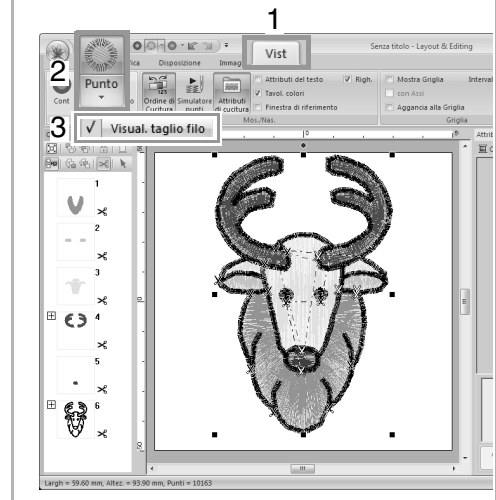 1
Vist
Senza titolo - Layout & Editing
2
Disposizione
Punto
Cont
Ordine di Cucitura
Simulatore punti
Attributi di cucitura
Attributi del testo
Tavol. colori
Finestra di riferimento
Righ.
Mostra Griglia
con Assi
Aggancia alla Griglia
Mos./Nas.
Griglia
3
√ Visual. taglio filo
1
2
3
4
5
6
Largh = 59.60 mm, Altez. = 93.90 mm, Punti = 10163